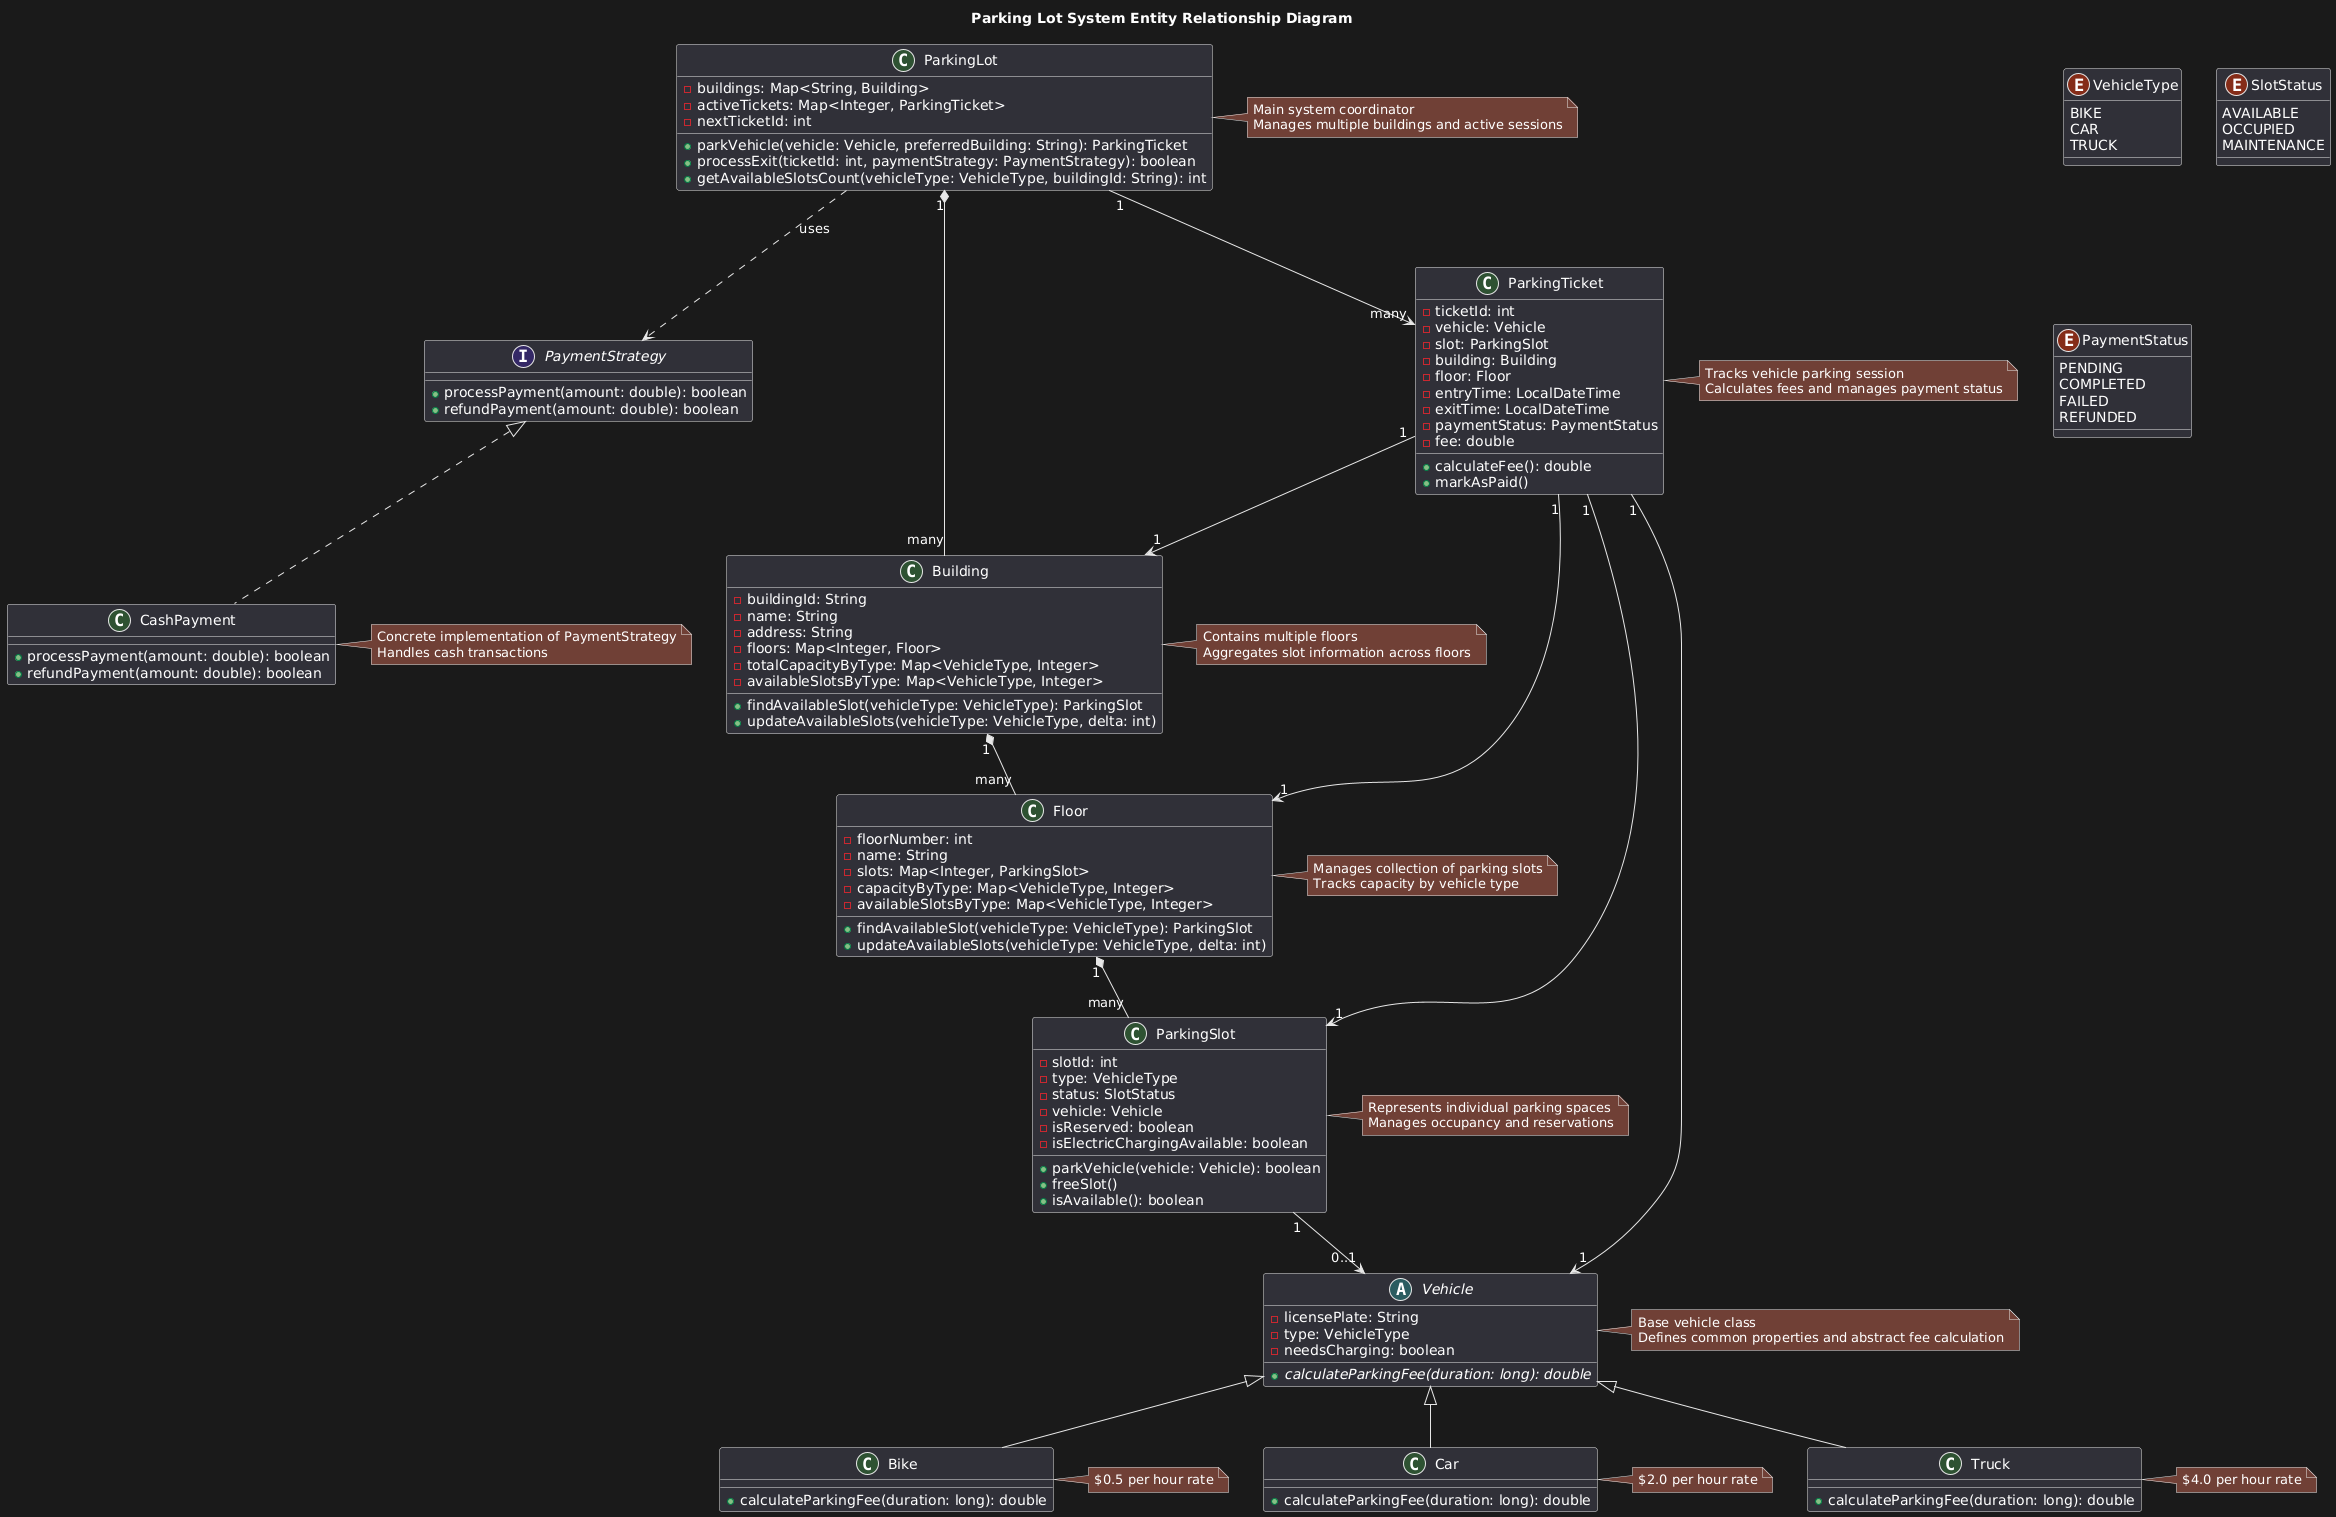 Parking Lot System Entity Relationship Diagram
C ParkingLot
buildings: Map<String, Building>
activeTickets: Map<Integer, ParkingTicket>
nextTicketId: int
parkVehicle(vehicle: Vehicle, preferredBuilding: String): ParkingTicket
processExit(ticketId: int, paymentStrategy: PaymentStrategy): boolean
getAvailableSlotsCount(vehicleType: VehicleType, buildingId: String): int
Main system coordinator
Manages multiple buildings and active sessions
E VehicleType
BIKE
CAR
TRUCK
E SlotStatus
AVAILABLE
OCCUPIED
MAINTENANCE
1
1
uses
many
C ParkingTicket
ticketId: int
vehicle: Vehicle
slot: ParkingSlot
building: Building
floor: Floor
entryTime: LocalDateTime
exitTime: LocalDateTime
paymentStatus: PaymentStatus
fee: double
calculateFee(): double
markAsPaid()
Tracks vehicle parking session
Calculates fees and manages payment status
E PaymentStatus
PENDING
COMPLETED
FAILED
REFUNDED
I PaymentStrategy
processPayment(amount: double): boolean
refundPayment(amount: double): boolean
1
1
1
1
many
1
C CashPayment
processPayment(amount: double): boolean
refundPayment(amount: double): boolean
Concrete implementation of PaymentStrategy
Handles cash transactions
C Building
buildingId: String
name: String
address: String
floors: Map<Integer, Floor>
totalCapacityByType: Map<VehicleType, Integer>
availableSlotsByType: Map<VehicleType, Integer>
findAvailableSlot(vehicleType: VehicleType): ParkingSlot
updateAvailableSlots(vehicleType: VehicleType, delta: int)
Contains multiple floors
Aggregates slot information across floors
1
many
1
C Floor
floorNumber: int
name: String
slots: Map<Integer, ParkingSlot>
capacityByType: Map<VehicleType, Integer>
availableSlotsByType: Map<VehicleType, Integer>
findAvailableSlot(vehicleType: VehicleType): ParkingSlot
updateAvailableSlots(vehicleType: VehicleType, delta: int)
Manages collection of parking slots
Tracks capacity by vehicle type
1
many
1
C ParkingSlot
slotId: int
type: VehicleType
status: SlotStatus
vehicle: Vehicle
isReserved: boolean
isElectricChargingAvailable: boolean
parkVehicle(vehicle: Vehicle): boolean
freeSlot()
isAvailable(): boolean
Represents individual parking spaces
Manages occupancy and reservations
1
0..1
1
A Vehicle
licensePlate: String
type: VehicleType
needsCharging: boolean
calculateParkingFee(duration: long): double
Base vehicle class
Defines common properties and abstract fee calculation
C Bike
calculateParkingFee(duration: long): double
$0.5 per hour rate
C Car
calculateParkingFee(duration: long): double
$2.0 per hour rate
C Truck
calculateParkingFee(duration: long): double
$4.0 per hour rate